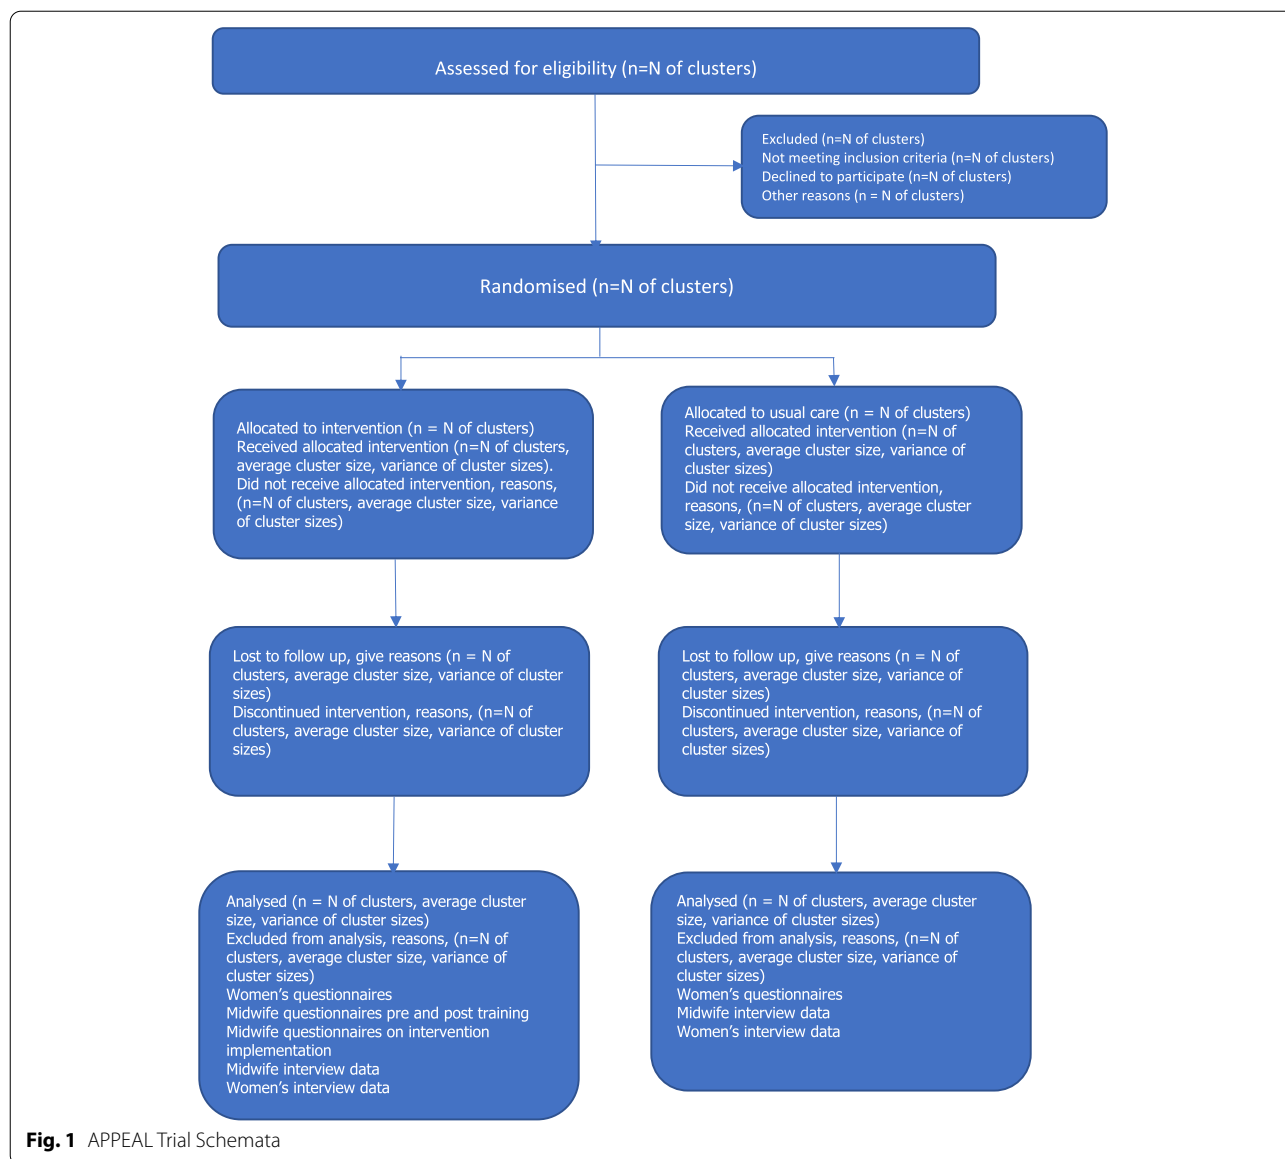 Assessed for eligibility (n=N of clusters)
Excluded (n=N of clusters)
Not meeting inclusion criteria (n=N of clusters)
Declined to participate (n=N of clusters)
Other reasons (n = N of clusters)
Randomised (n=N of clusters)
Allocated to intervention (n = N of clusters)
Received allocated intervention (n=N of clusters,
average cluster size, variance of cluster sizes).
Did not receive allocated intervention, reasons,
(n=N of clusters, average cluster size, variance
of cluster sizes)
Allocated to usual care (n = N of clusters)
Received allocated intervention (n=N of
clusters, average cluster size, variance of
cluster sizes)
Did not receive allocated intervention,
reasons, (n=N of clusters, average cluster
size, variance of cluster sizes)
Lost to follow up, give reasons (n = N of
clusters, average cluster size, variance of cluster
sizes)
Discontinued intervention, reasons, (n=N of
clusters, average cluster size, variance of cluster
sizes)
Lost to follow up, give reasons (n = N of
clusters, average cluster size, variance of
cluster sizes)
Discontinued intervention, reasons, (n=N of
clusters, average cluster size, variance of
cluster sizes)
Analysed (n = N of clusters, average cluster
size, variance of cluster sizes)
Excluded from analysis, reasons, (n=N of
clusters, average cluster size, variance of
cluster sizes)
Women’s questionnaires
Midwife questionnaires pre and post training
Midwife questionnaires on intervention
implementation
Midwife interview data
Women’s interview data
Analysed (n = N of clusters, average cluster
size, variance of cluster sizes)
Excluded from analysis, reasons, (n=N of
clusters, average cluster size, variance of
cluster sizes)
Women’s questionnaires
Midwife interview data
Women’s interview data
Fig. 1 APPEAL Trial Schemata